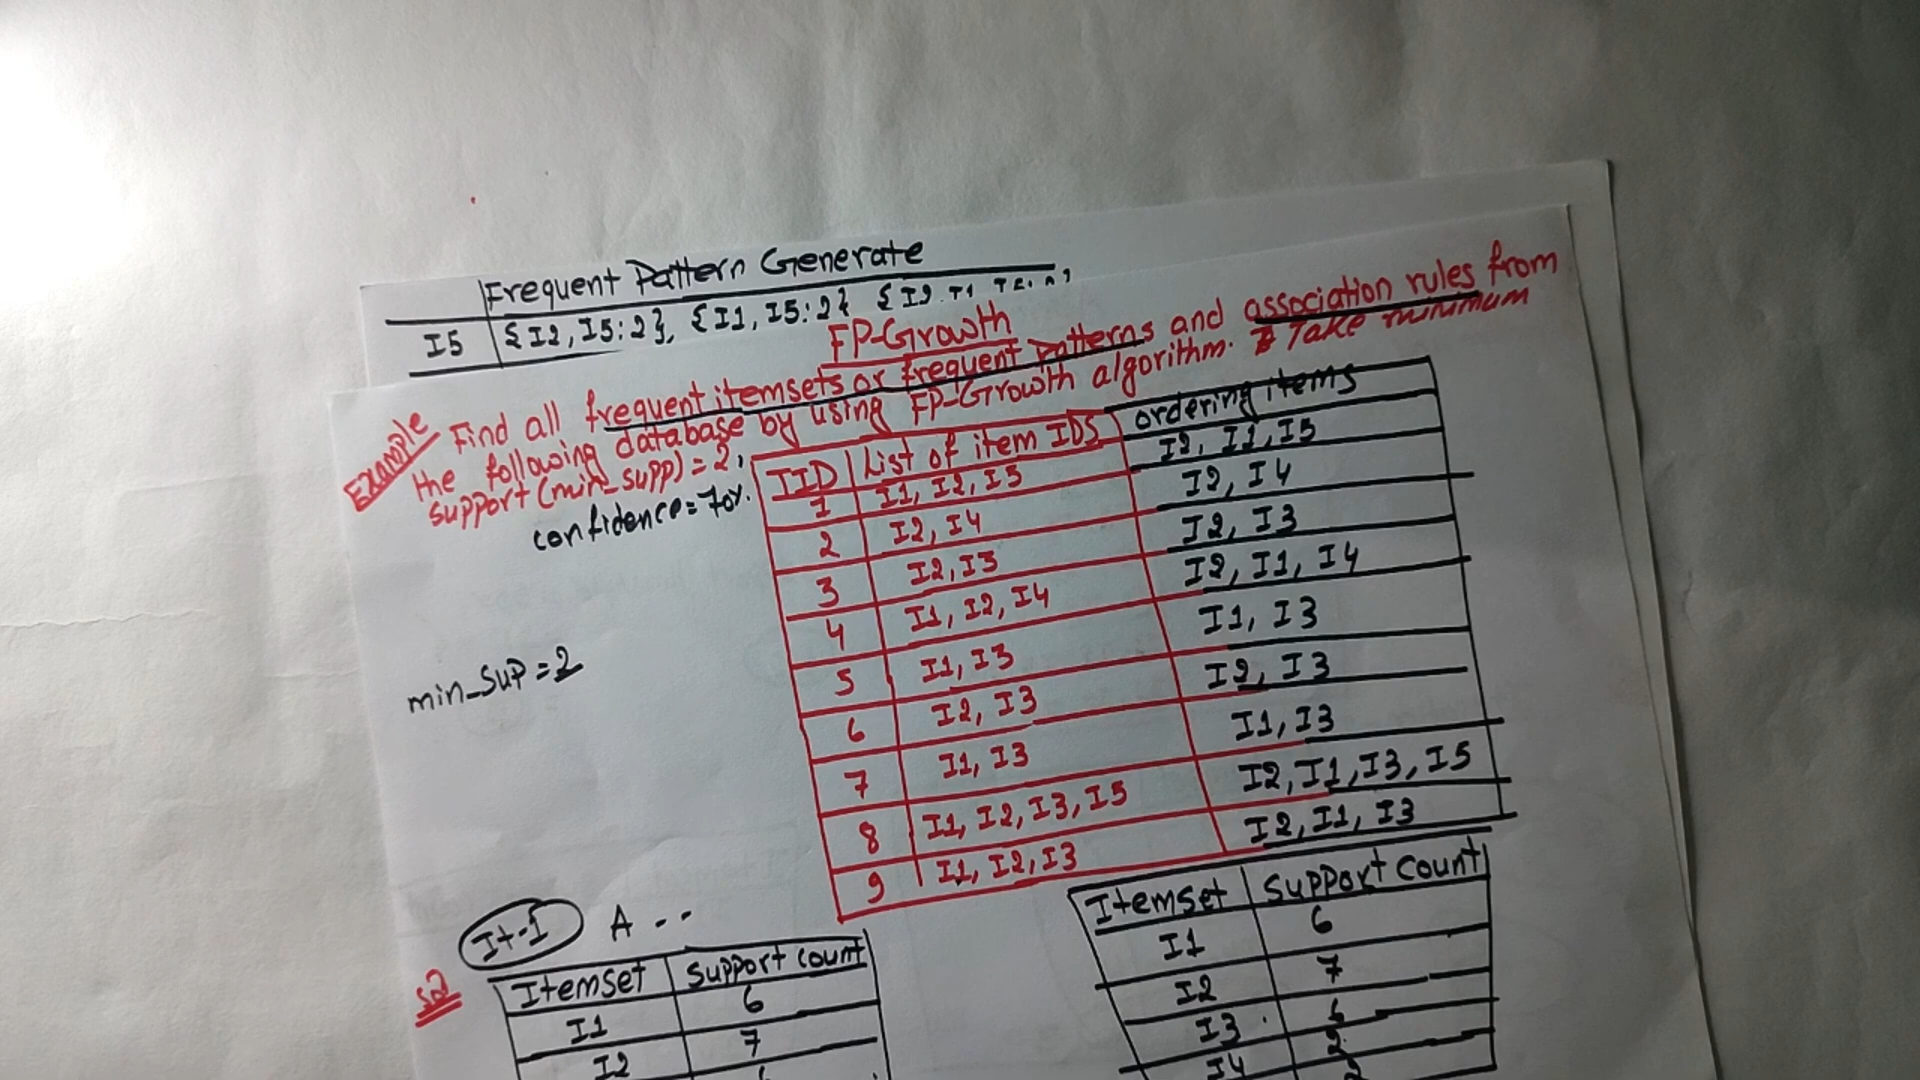 Frequent Pattern Generate
I5 {I2, I5:2}, {I1, I5:2} {I2 I1
FP-Growth
Example Find all frequent itemsets or frequent patterns and association rules from
the following database by using FP-Growth algorithm. Take minimum
support (min_supp) = 2,
confidence = 70%.
TID List of item IDS ordering items
1 I1, I2, I5 I2, I1, I5
2 I2, I4 I2, I4
3 I2, I3 I2, I3
4 I1, I2, I4 I2, I1, I4
5 I1, I3 I1, I3
6 I2, I3 I2, I3
7 I1, I3 I1, I3
8 I1, I2, I3, I5 I2, I1, I3, I5
9 I1, I2, I3 I2, I1, I3
min_sup = 2
It-1 A ..
Itemset support count
I1 6
I2 7
Itemset support count
I1 6
I2 7
I3 6
I4 2
2